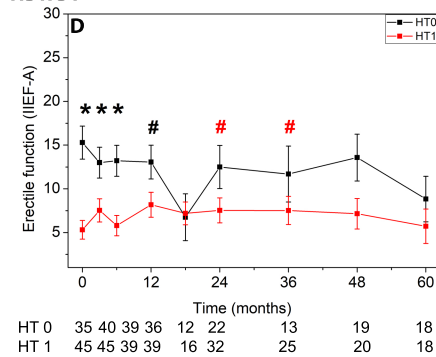 D
HT0
HT1
* * * # # #
Erectile function (IIEF-A)
30
25
20
15
10
5
0 12 24 36 48 60
Time (months)
HT 0 35 40 39 36 12 22 13 19 18
HT 1 45 45 39 39 16 32 25 20 18